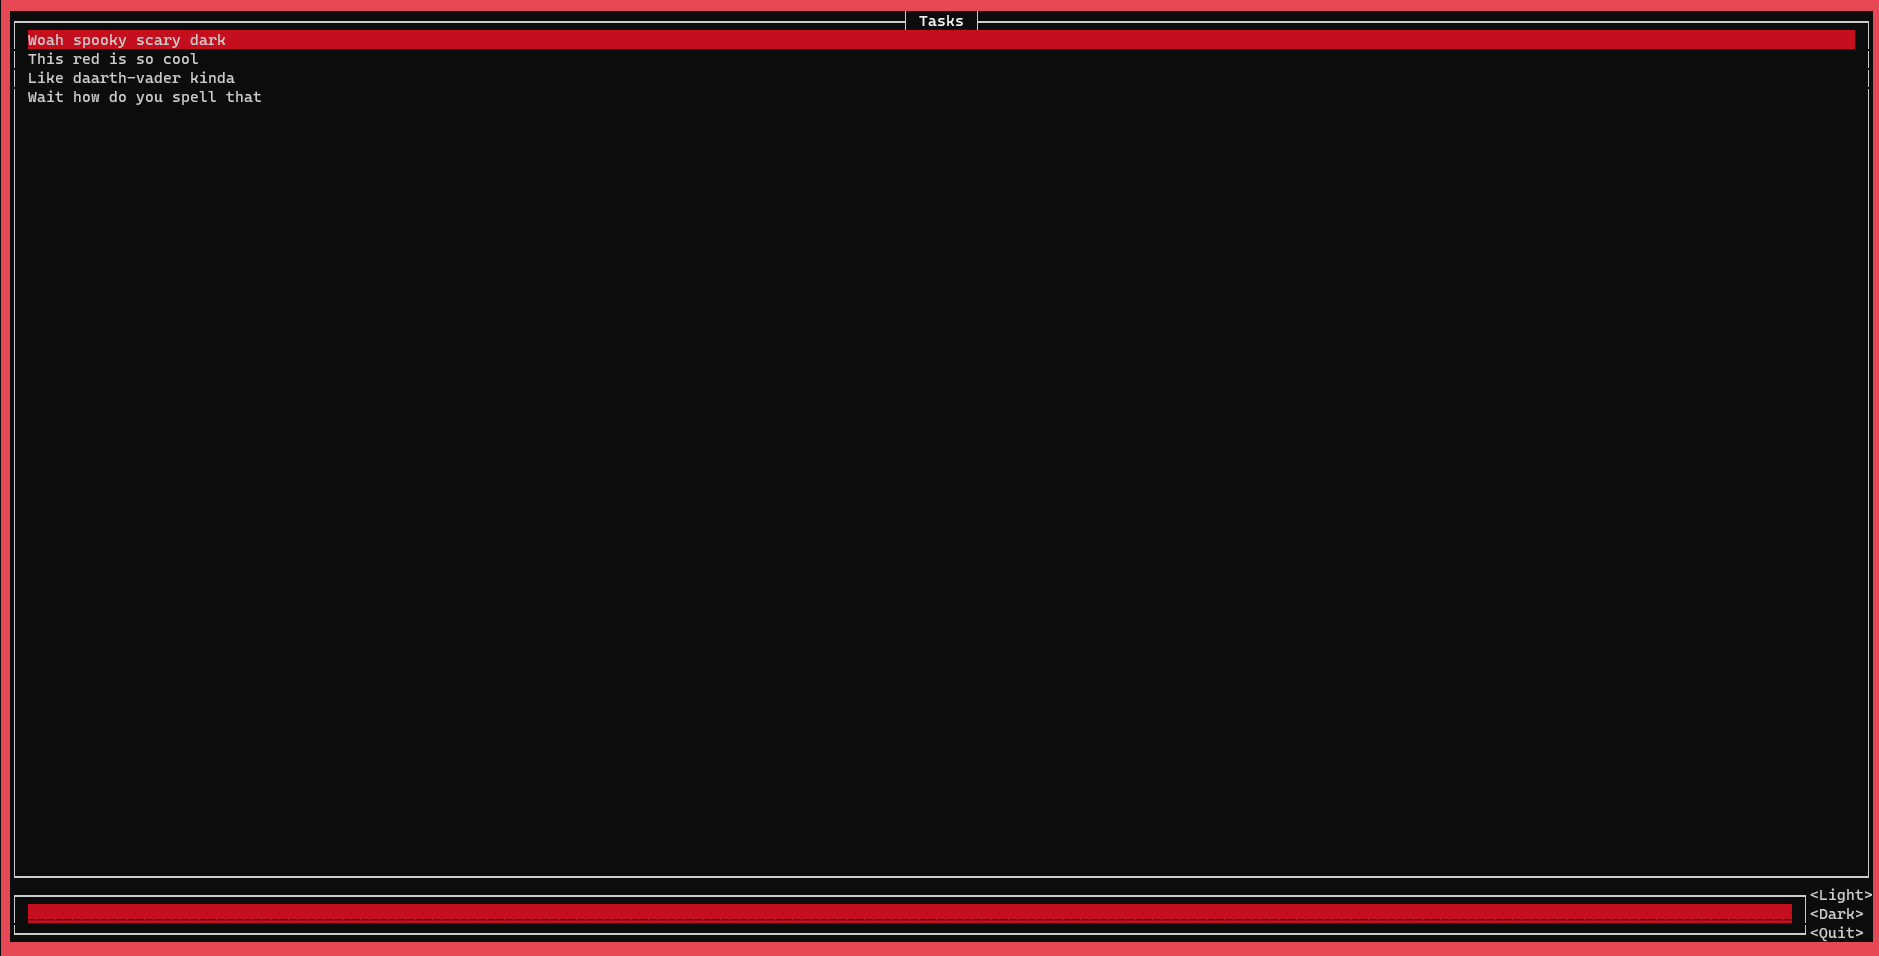 Tasks
Woah spooky scary dark
This red is so cool
Like daarth-vader kinda
Wait how do you spell that
<Light>
<Dark>
<Quit>